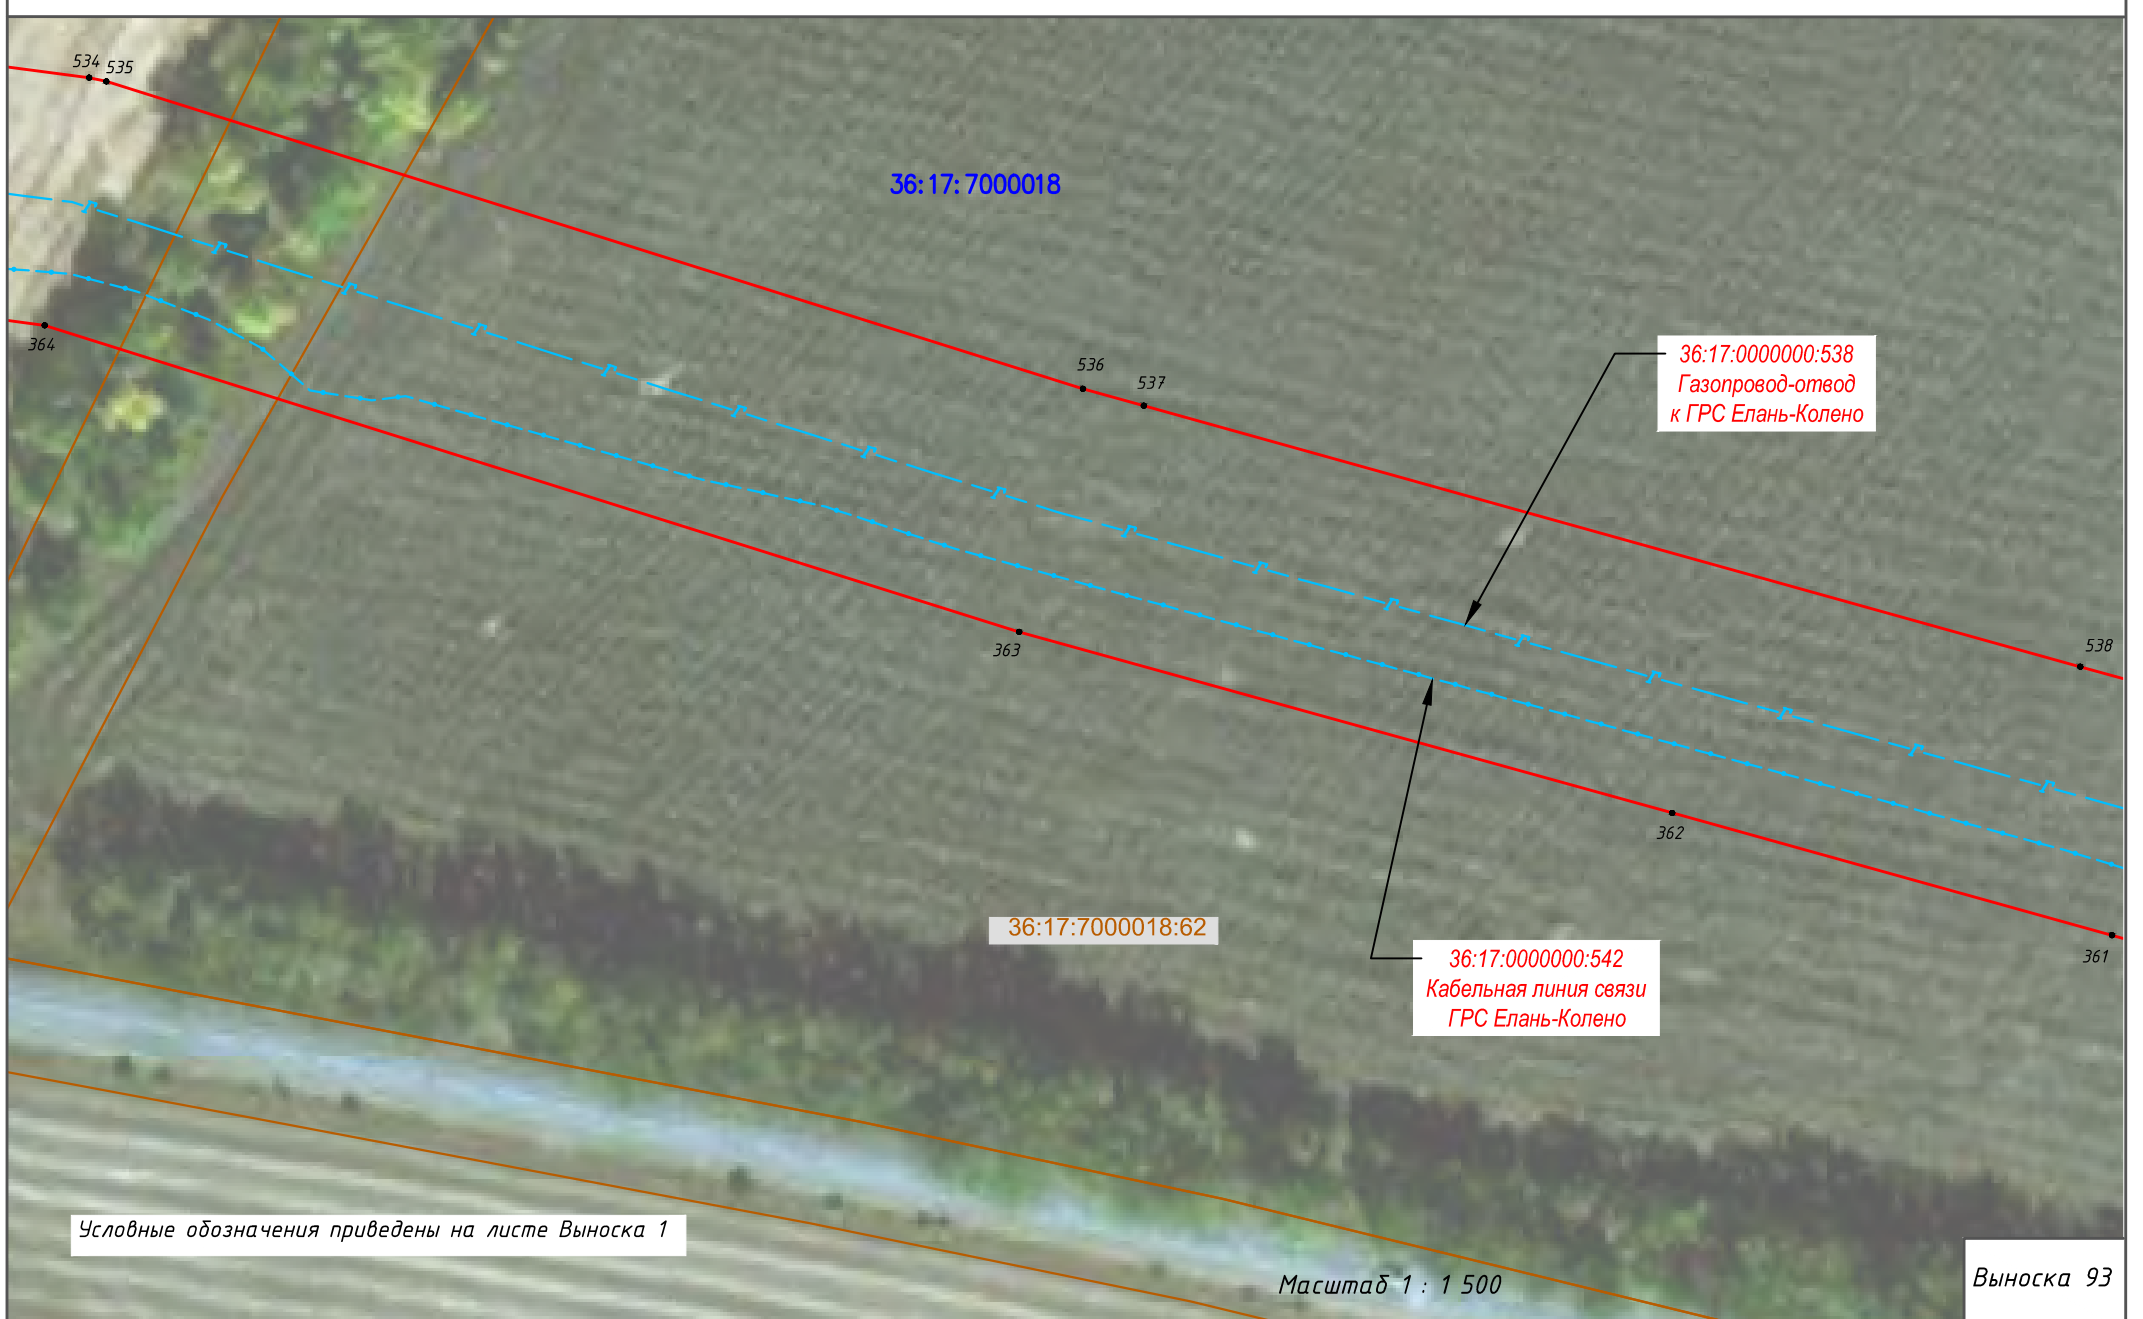 534
535
36:17:7000018
364
536
537
36:17:0000000:538
Газопровод-отвод
к ГРС Елань-Колено
363
538
362
36:17:7000018:62
36:17:0000000:542
Кабельная линия связи
ГРС Елань-Колено
361
Условные обозначения приведены на листе Выноска 1
Масштаб 1 : 1 500
Выноска 93